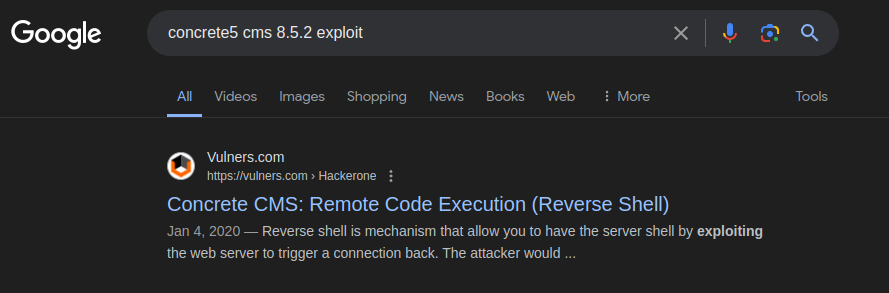 Google
concrete5 cms 8.5.2 exploit
All Videos Images Shopping News Books Web More Tools
Vulners.com
https://vulners.com › Hackerone
Concrete CMS: Remote Code Execution (Reverse Shell)
Jan 4, 2020 — Reverse shell is mechanism that allow you to have the server shell by exploiting
the web server to trigger a connection back. The attacker would ...